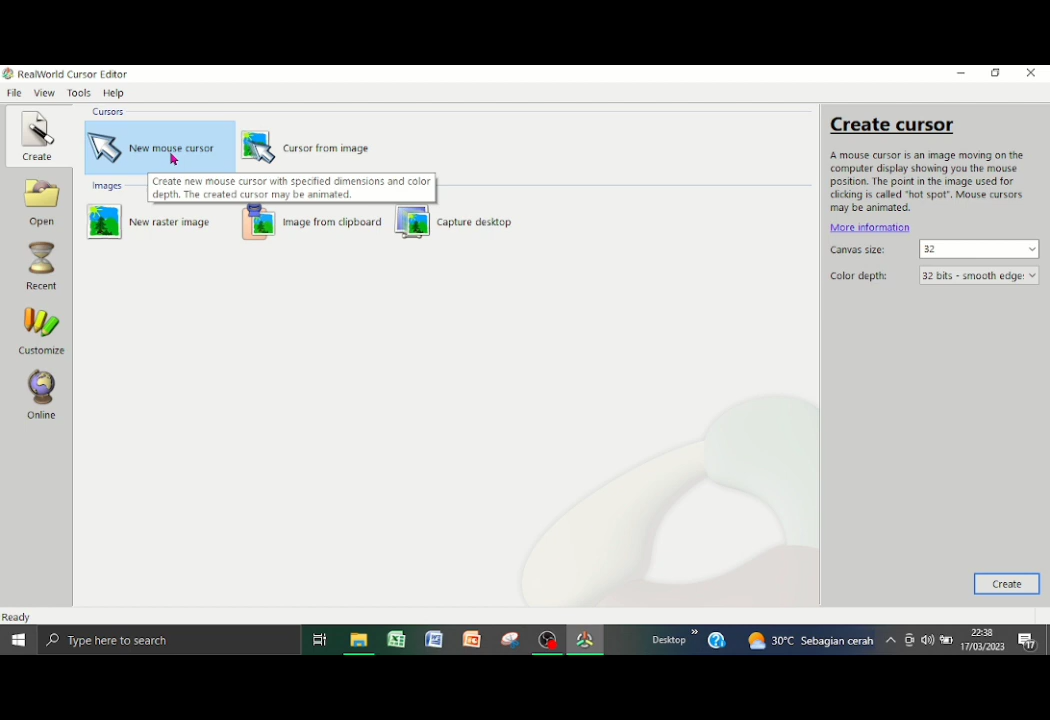 RealWorld Cursor Editor
File View Tools Help
Create
Open
Recent
Customize
Online
Cursors
New mouse cursor
Cursor from image
Create new mouse cursor with specified dimensions and color
depth. The created cursor may be animated.
Images
New raster image
Image from clipboard
Capture desktop
Create cursor
A mouse cursor is an image moving on the
computer display showing you the mouse
position. The point in the image used for
clicking is called "hot spot". Mouse cursors
may be animated.
More information
Canvas size: 32
Color depth: 32 bits - smooth edge:
Create
Ready
Type here to search
Desktop
30°C Sebagian cerah
22:38
17/03/2023
17